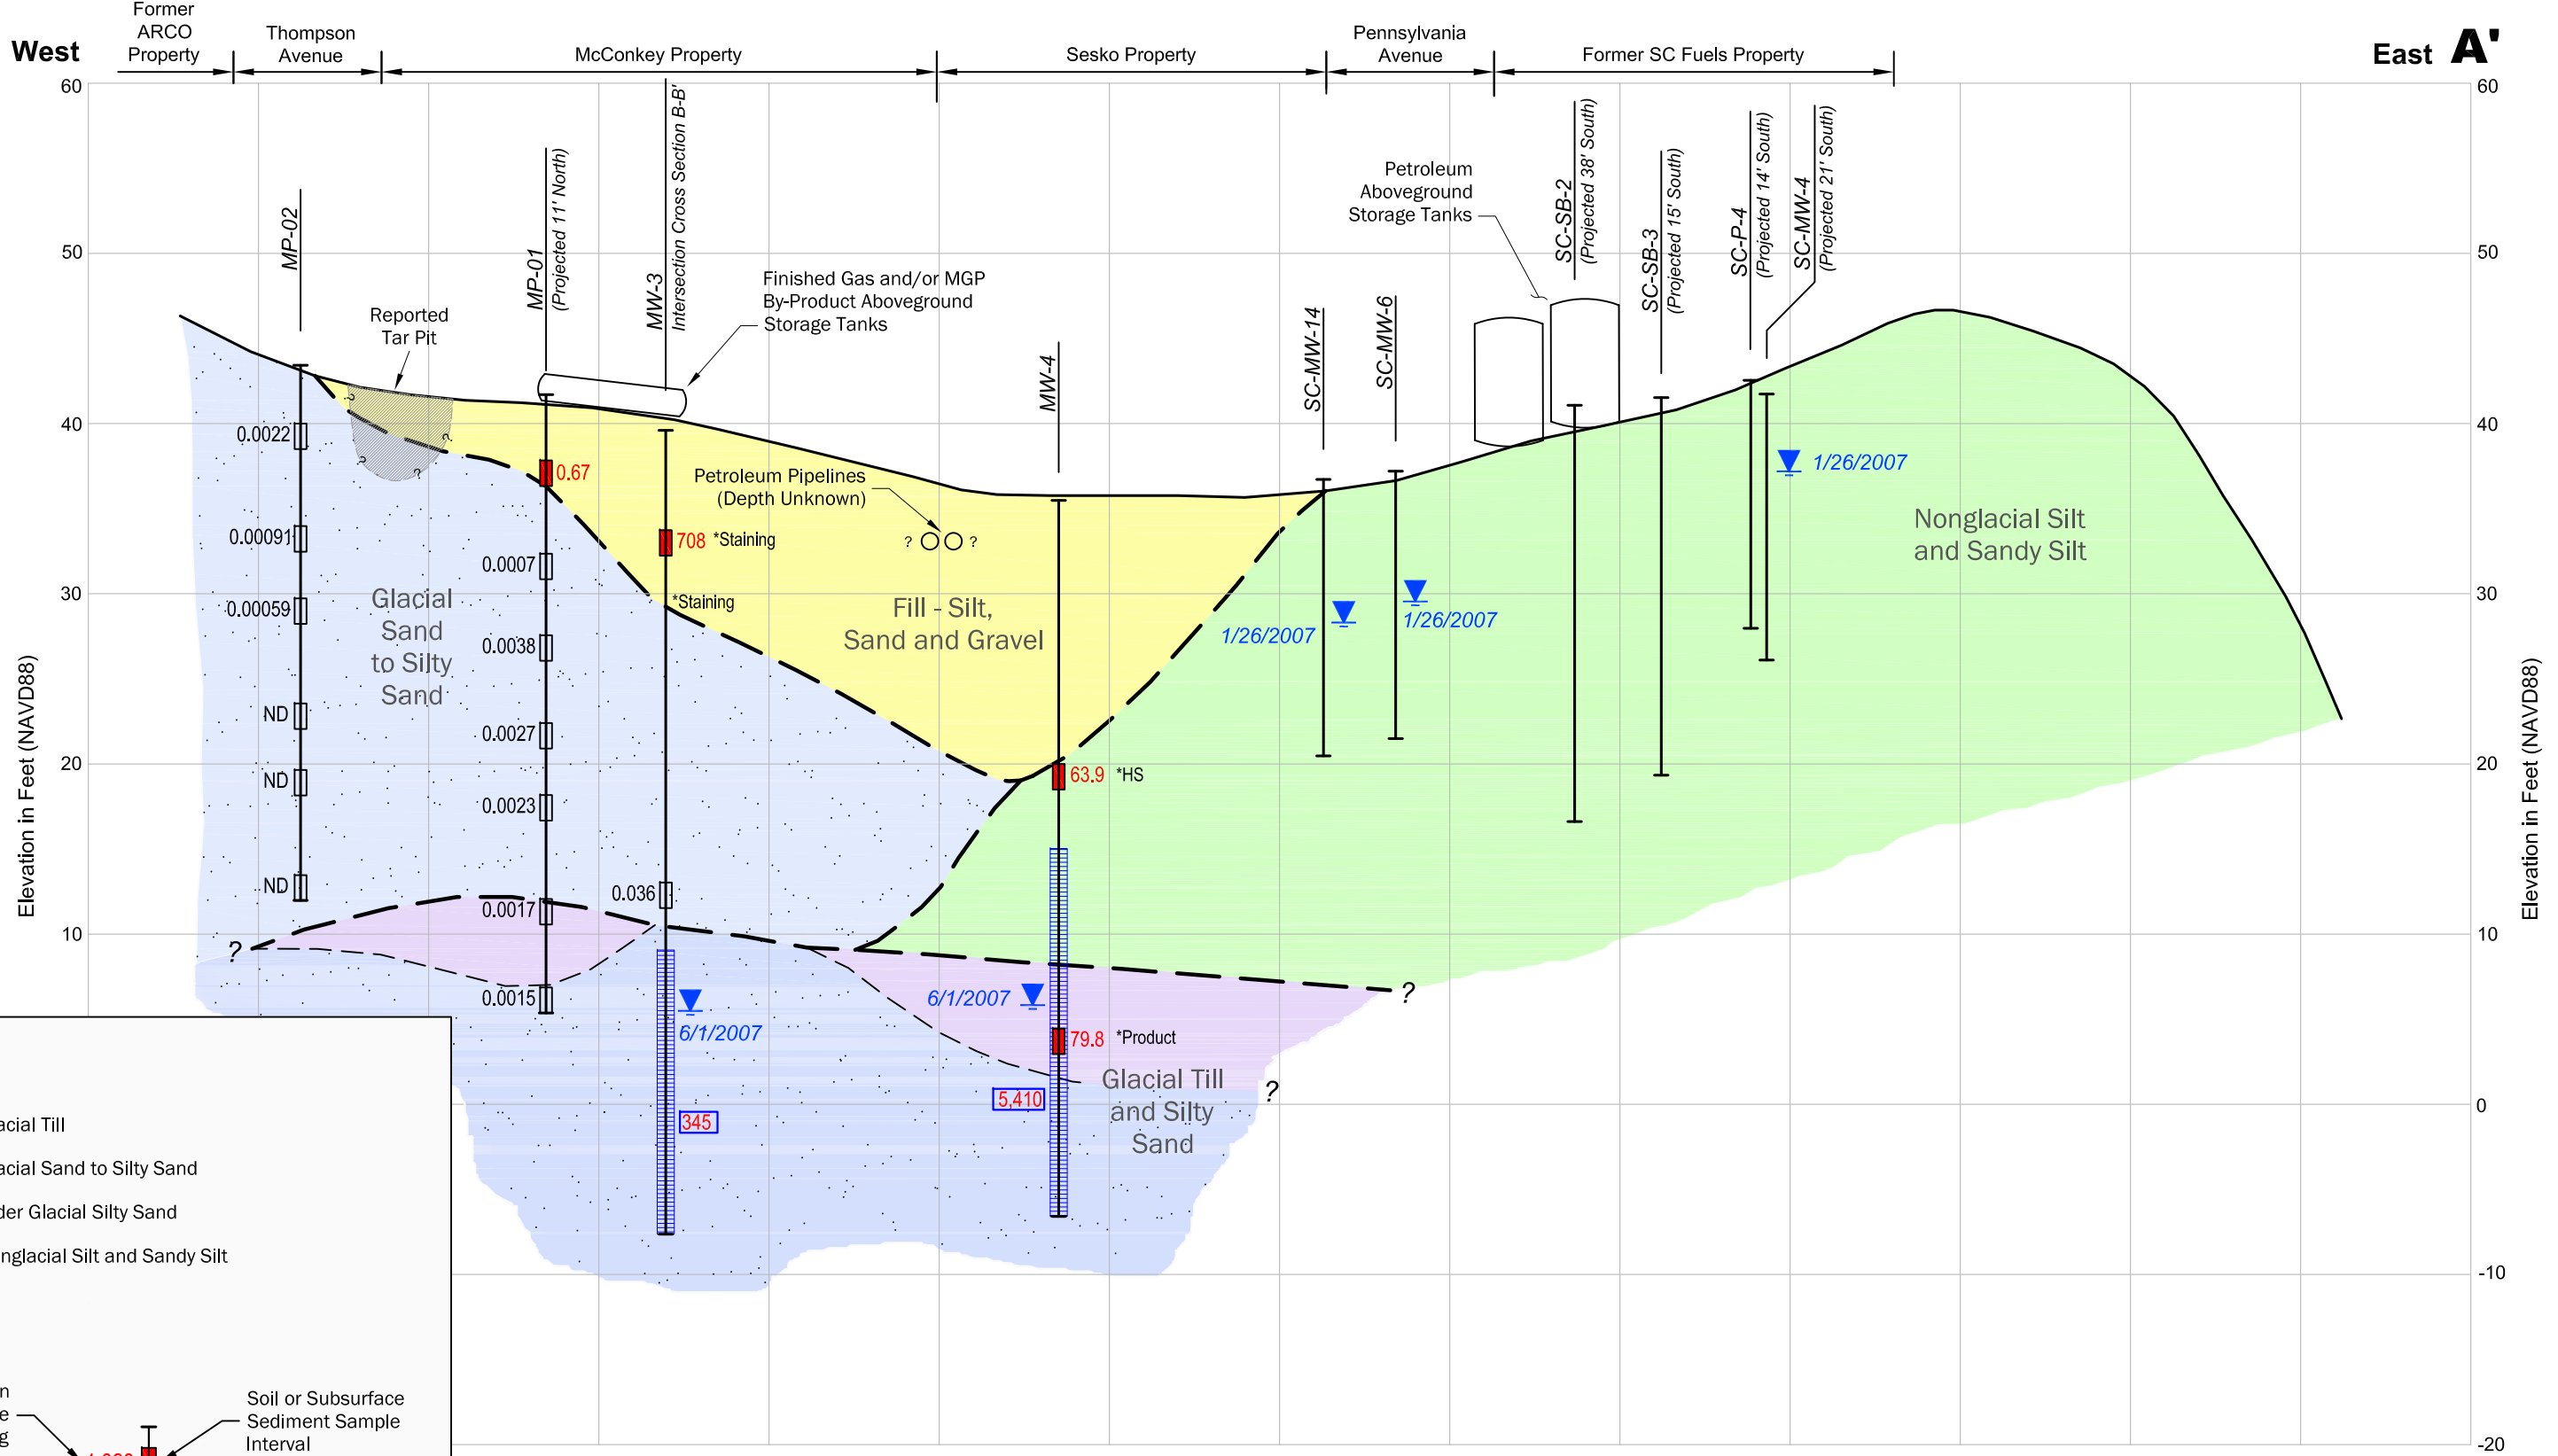 Former
ARCO
Property
Thompson
Avenue
McConkey Property
Sesko Property
Pennsylvania
Avenue
Former SC Fuels Property
West
East A'
60
60
50
50
40
40
30
30
20
20
10
10
0
-10
-20
Elevation in Feet (NAVD88)
Elevation in Feet (NAVD88)
MP-02
MP-01
(Projected 11' North)
MW-3
Intersection Cross Section B-B'
MW-4
SC-MW-14
SC-MW-6
SC-SB-2
(Projected 38' South)
SC-SB-3
(Projected 15' South)
SC-P-4
(Projected 14' South)
SC-MW-4
(Projected 21' South)
Reported
Tar Pit
Finished Gas and/or MGP
By-Product Aboveground
Storage Tanks
Petroleum
Aboveground
Storage Tanks
Petroleum Pipelines
(Depth Unknown)
? ?
?
?
?
?
0.0022
0.00091
0.00059
ND
ND
ND
0.67
0.0007
0.0038
0.0027
0.0023
0.0017
0.0015
708 *Staining
*Staining
0.036
6/1/2007
345
63.9 *HS
6/1/2007
79.8 *Product
5,410
1/26/2007
1/26/2007
1/26/2007
Glacial
Sand
to Silty
Sand
Fill - Silt,
Sand and Gravel
Nonglacial Silt
and Sandy Silt
Glacial Till
and Silty
Sand
?
?
?
acial Till
acial Sand to Silty Sand
der Glacial Silty Sand
nglacial Silt and Sandy Silt
n
e
g
Soil or Subsurface
Sediment Sample
Interval